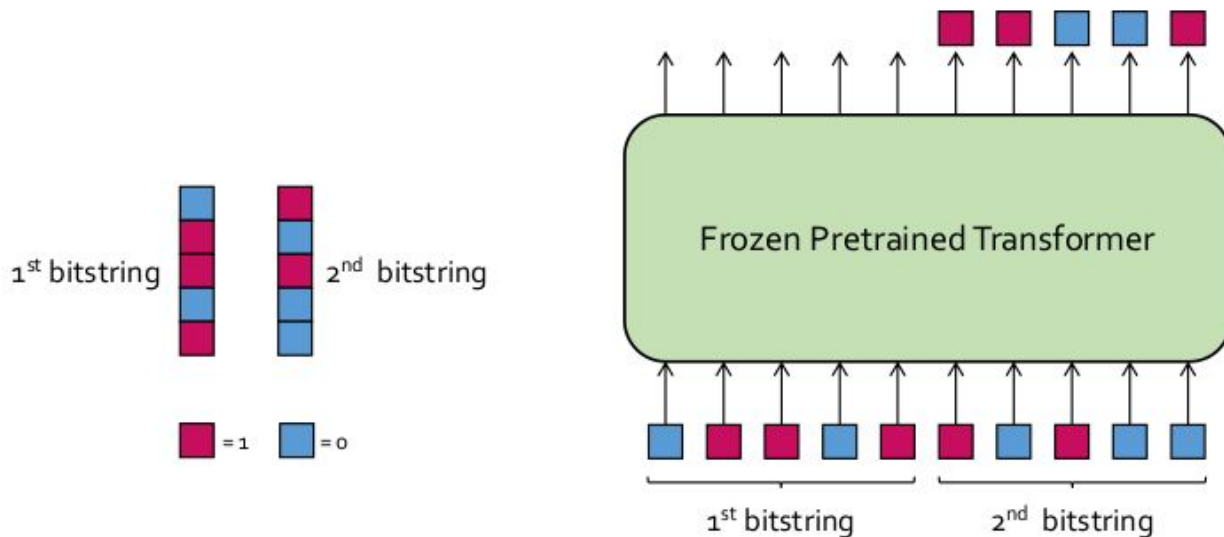 1st bitstring
2nd bitstring
= 1
= 0
Frozen Pretrained Transformer
1st bitstring
2nd bitstring